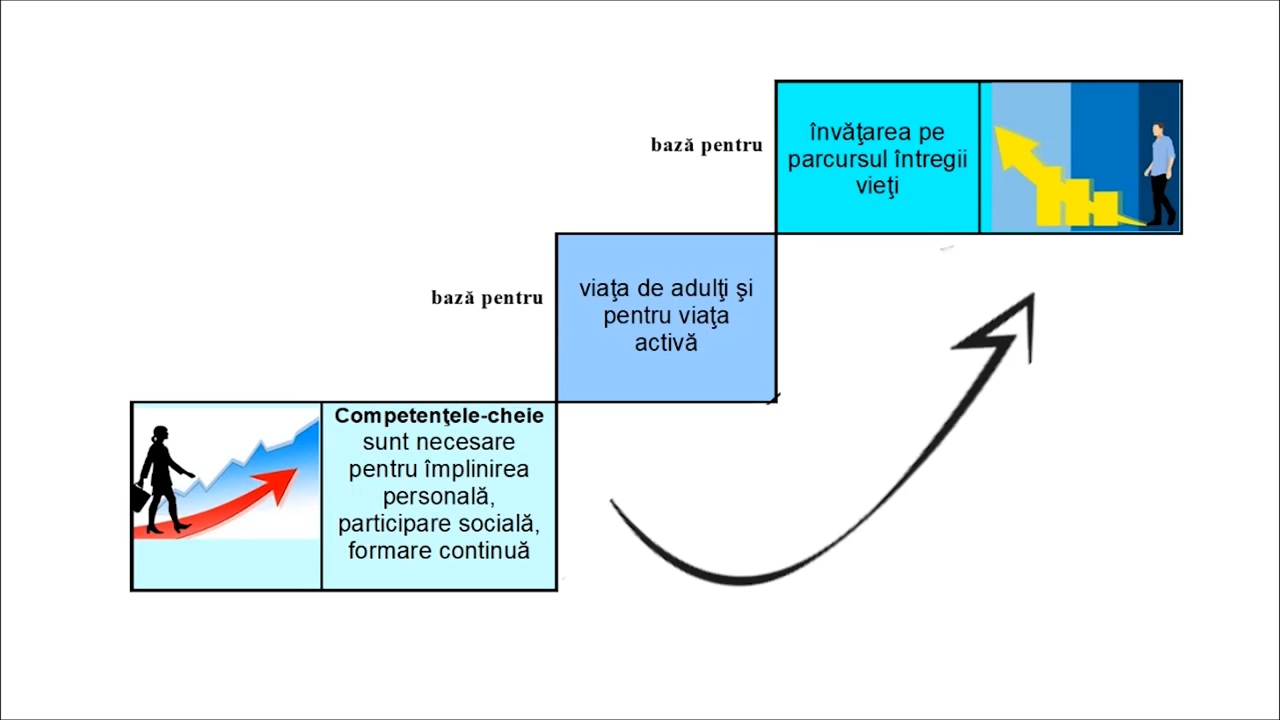 bază pentru
învăţarea pe
parcursul întregii
vieţi
bază pentru
viaţa de adulţi şi
pentru viaţa
activă
Competenţele-cheie
sunt necesare
pentru împlinirea
personală,
participare socială,
formare continuă